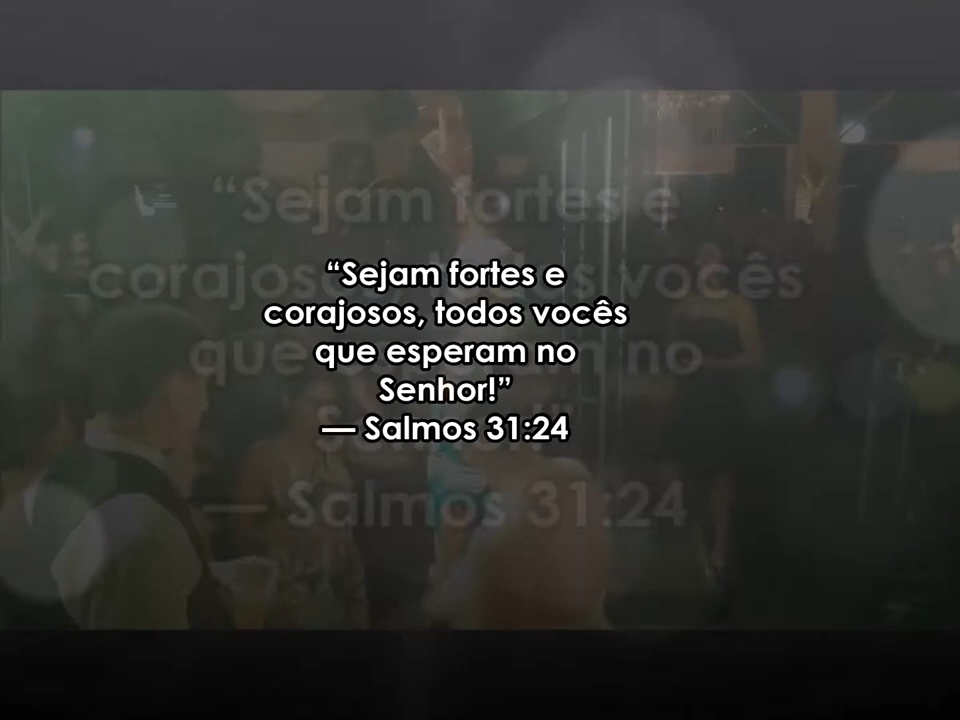 “Sejam fortes e
corajosos, todos vocês
que esperam no
Senhor!”
— Salmos 31:24